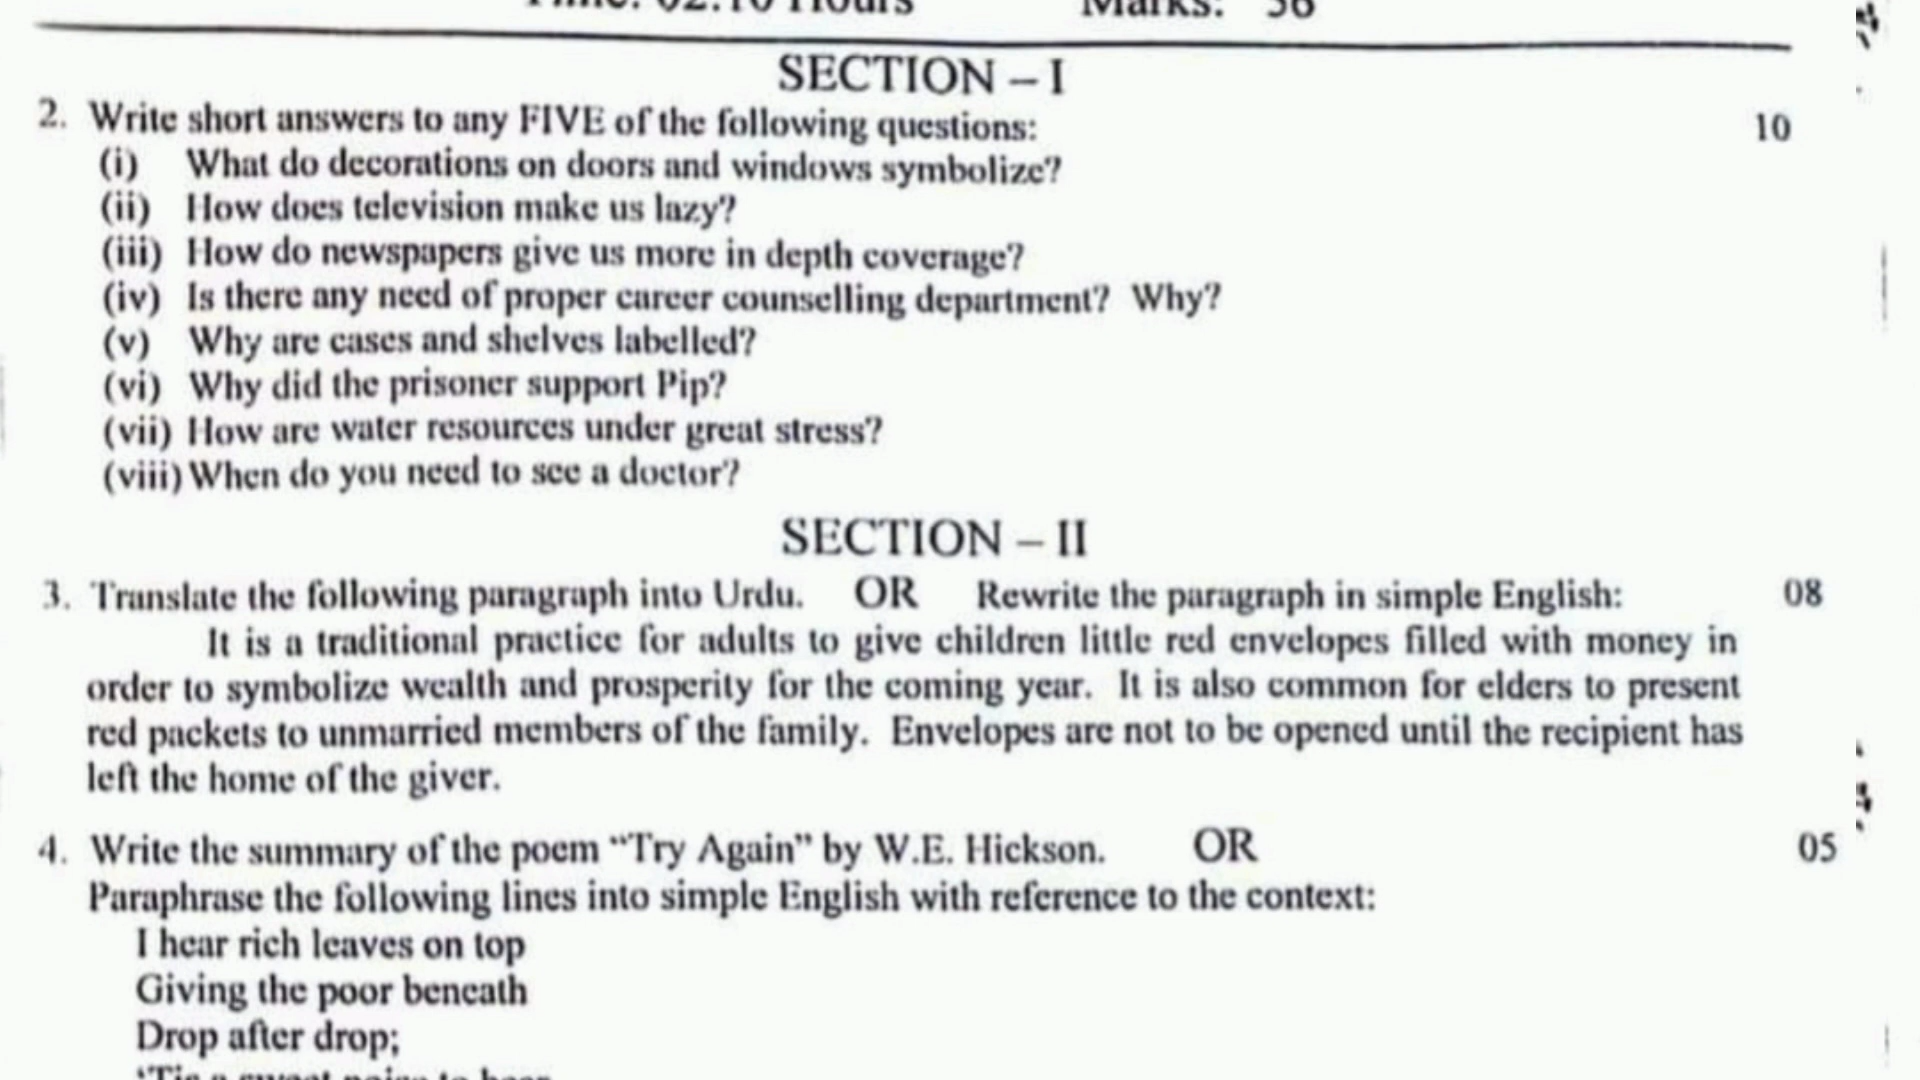 Time: 02:10 Hours Marks: 56
SECTION – I
2. Write short answers to any FIVE of the following questions: 10
(i) What do decorations on doors and windows symbolize?
(ii) How does television make us lazy?
(iii) How do newspapers give us more in depth coverage?
(iv) Is there any need of proper career counselling department? Why?
(v) Why are cases and shelves labelled?
(vi) Why did the prisoner support Pip?
(vii) How are water resources under great stress?
(viii) When do you need to see a doctor?
SECTION – II
3. Translate the following paragraph into Urdu. OR Rewrite the paragraph in simple English: 08
It is a traditional practice for adults to give children little red envelopes filled with money in
order to symbolize wealth and prosperity for the coming year. It is also common for elders to present
red packets to unmarried members of the family. Envelopes are not to be opened until the recipient has
left the home of the giver.
4. Write the summary of the poem “Try Again” by W.E. Hickson. OR 05
Paraphrase the following lines into simple English with reference to the context:
I hear rich leaves on top
Giving the poor beneath
Drop after drop;
‘Tis a sweet noise to hear